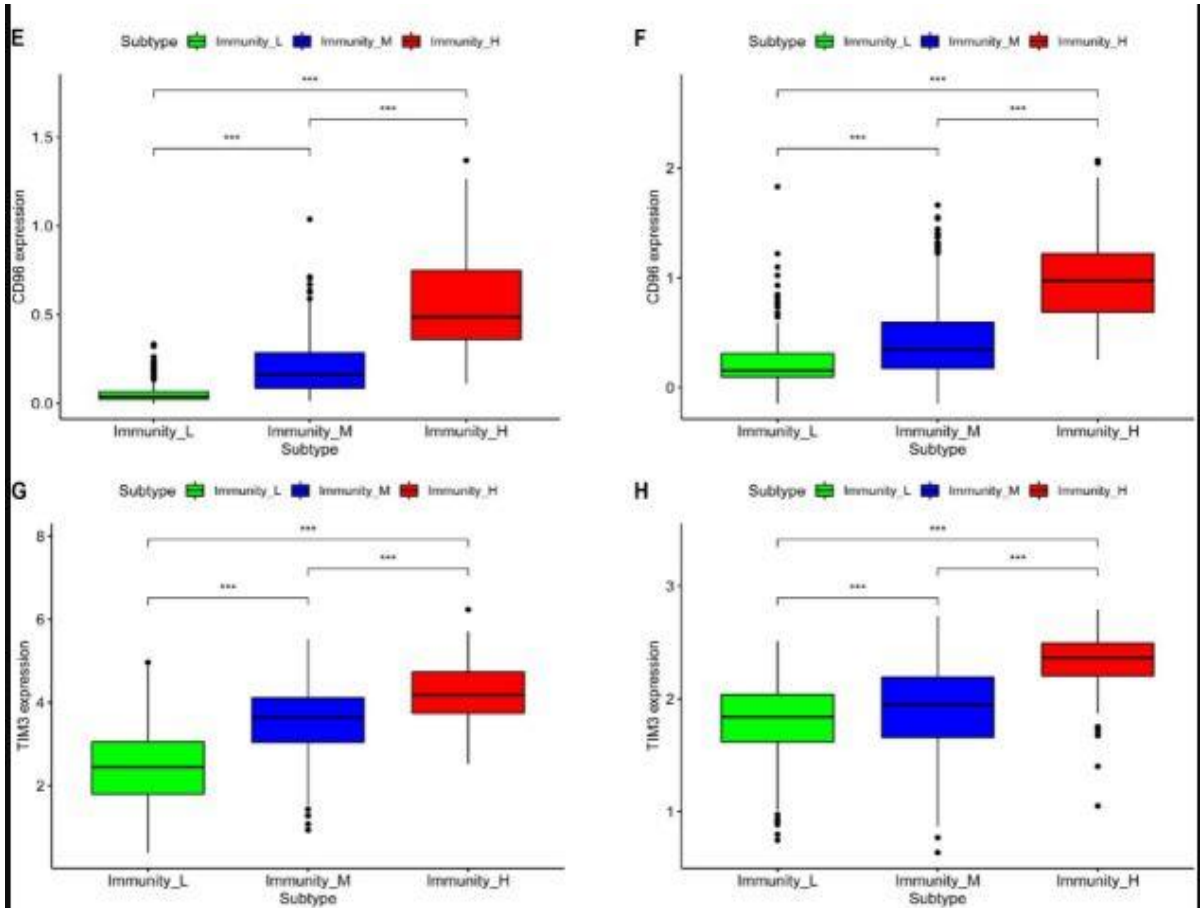 E Subtype Immunity_L Immunity_M Immunity_H
***
***
***
1.5
1.0
0.5
0.0
CD96 expression
Immunity_L Immunity_M Immunity_H
Subtype
F Subtype Immunity_L Immunity_M Immunity_H
***
***
***
2
1
0
CD96 expression
Immunity_L Immunity_M Immunity_H
Subtype
G Subtype Immunity_L Immunity_M Immunity_H
***
***
***
8
6
4
2
TIM3 expression
Immunity_L Immunity_M Immunity_H
Subtype
H Subtype Immunity_L Immunity_M Immunity_H
***
***
***
3
2
1
TIM3 expression
Immunity_L Immunity_M Immunity_H
Subtype